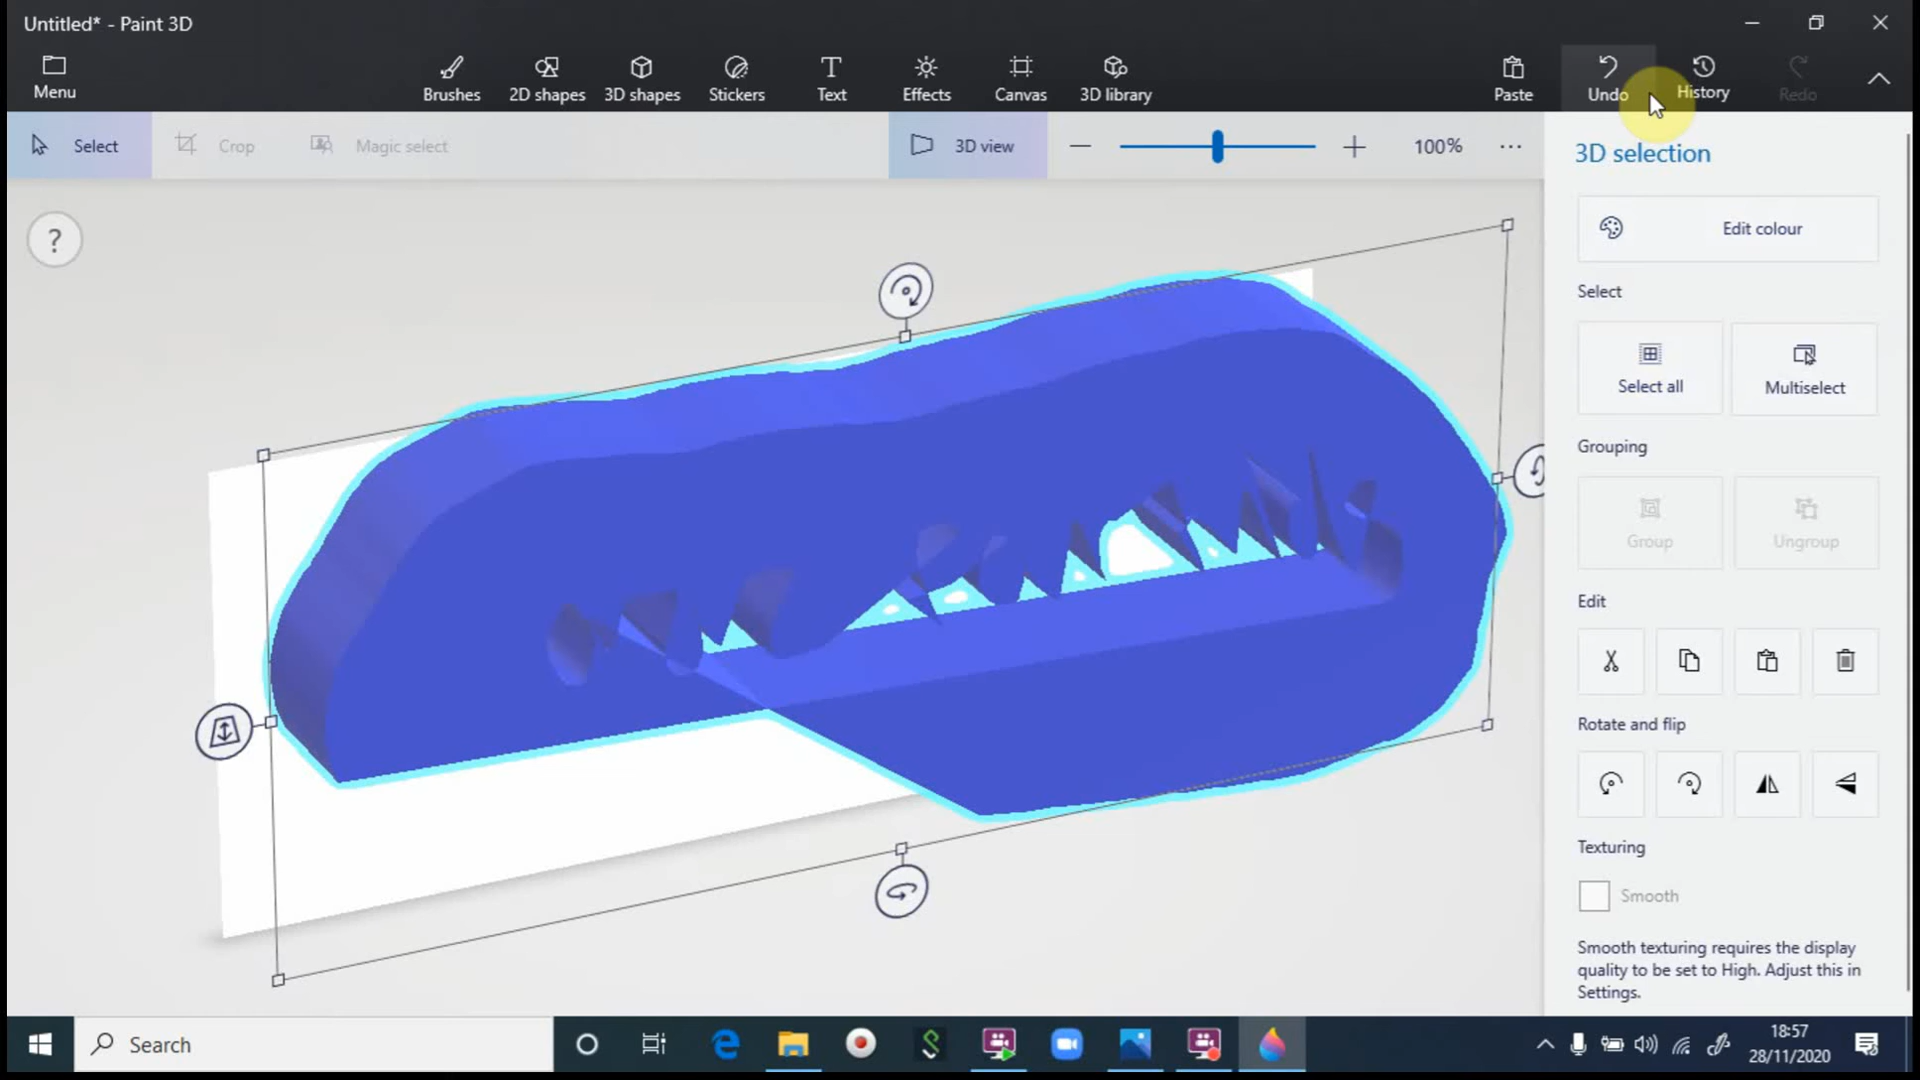 Untitled* - Paint 3D
Menu
Brushes
2D shapes
3D shapes
Stickers
Text
Effects
Canvas
3D library
Paste
Undo
History
Redo
Select
Crop
Magic select
3D view
100%
?
3D selection
Edit colour
Select
Select all
Multiselect
Grouping
Group
Ungroup
Edit
Rotate and flip
Texturing
Smooth
Smooth texturing requires the display
quality to be set to High. Adjust this in
Settings.
Search
18:57
28/11/2020